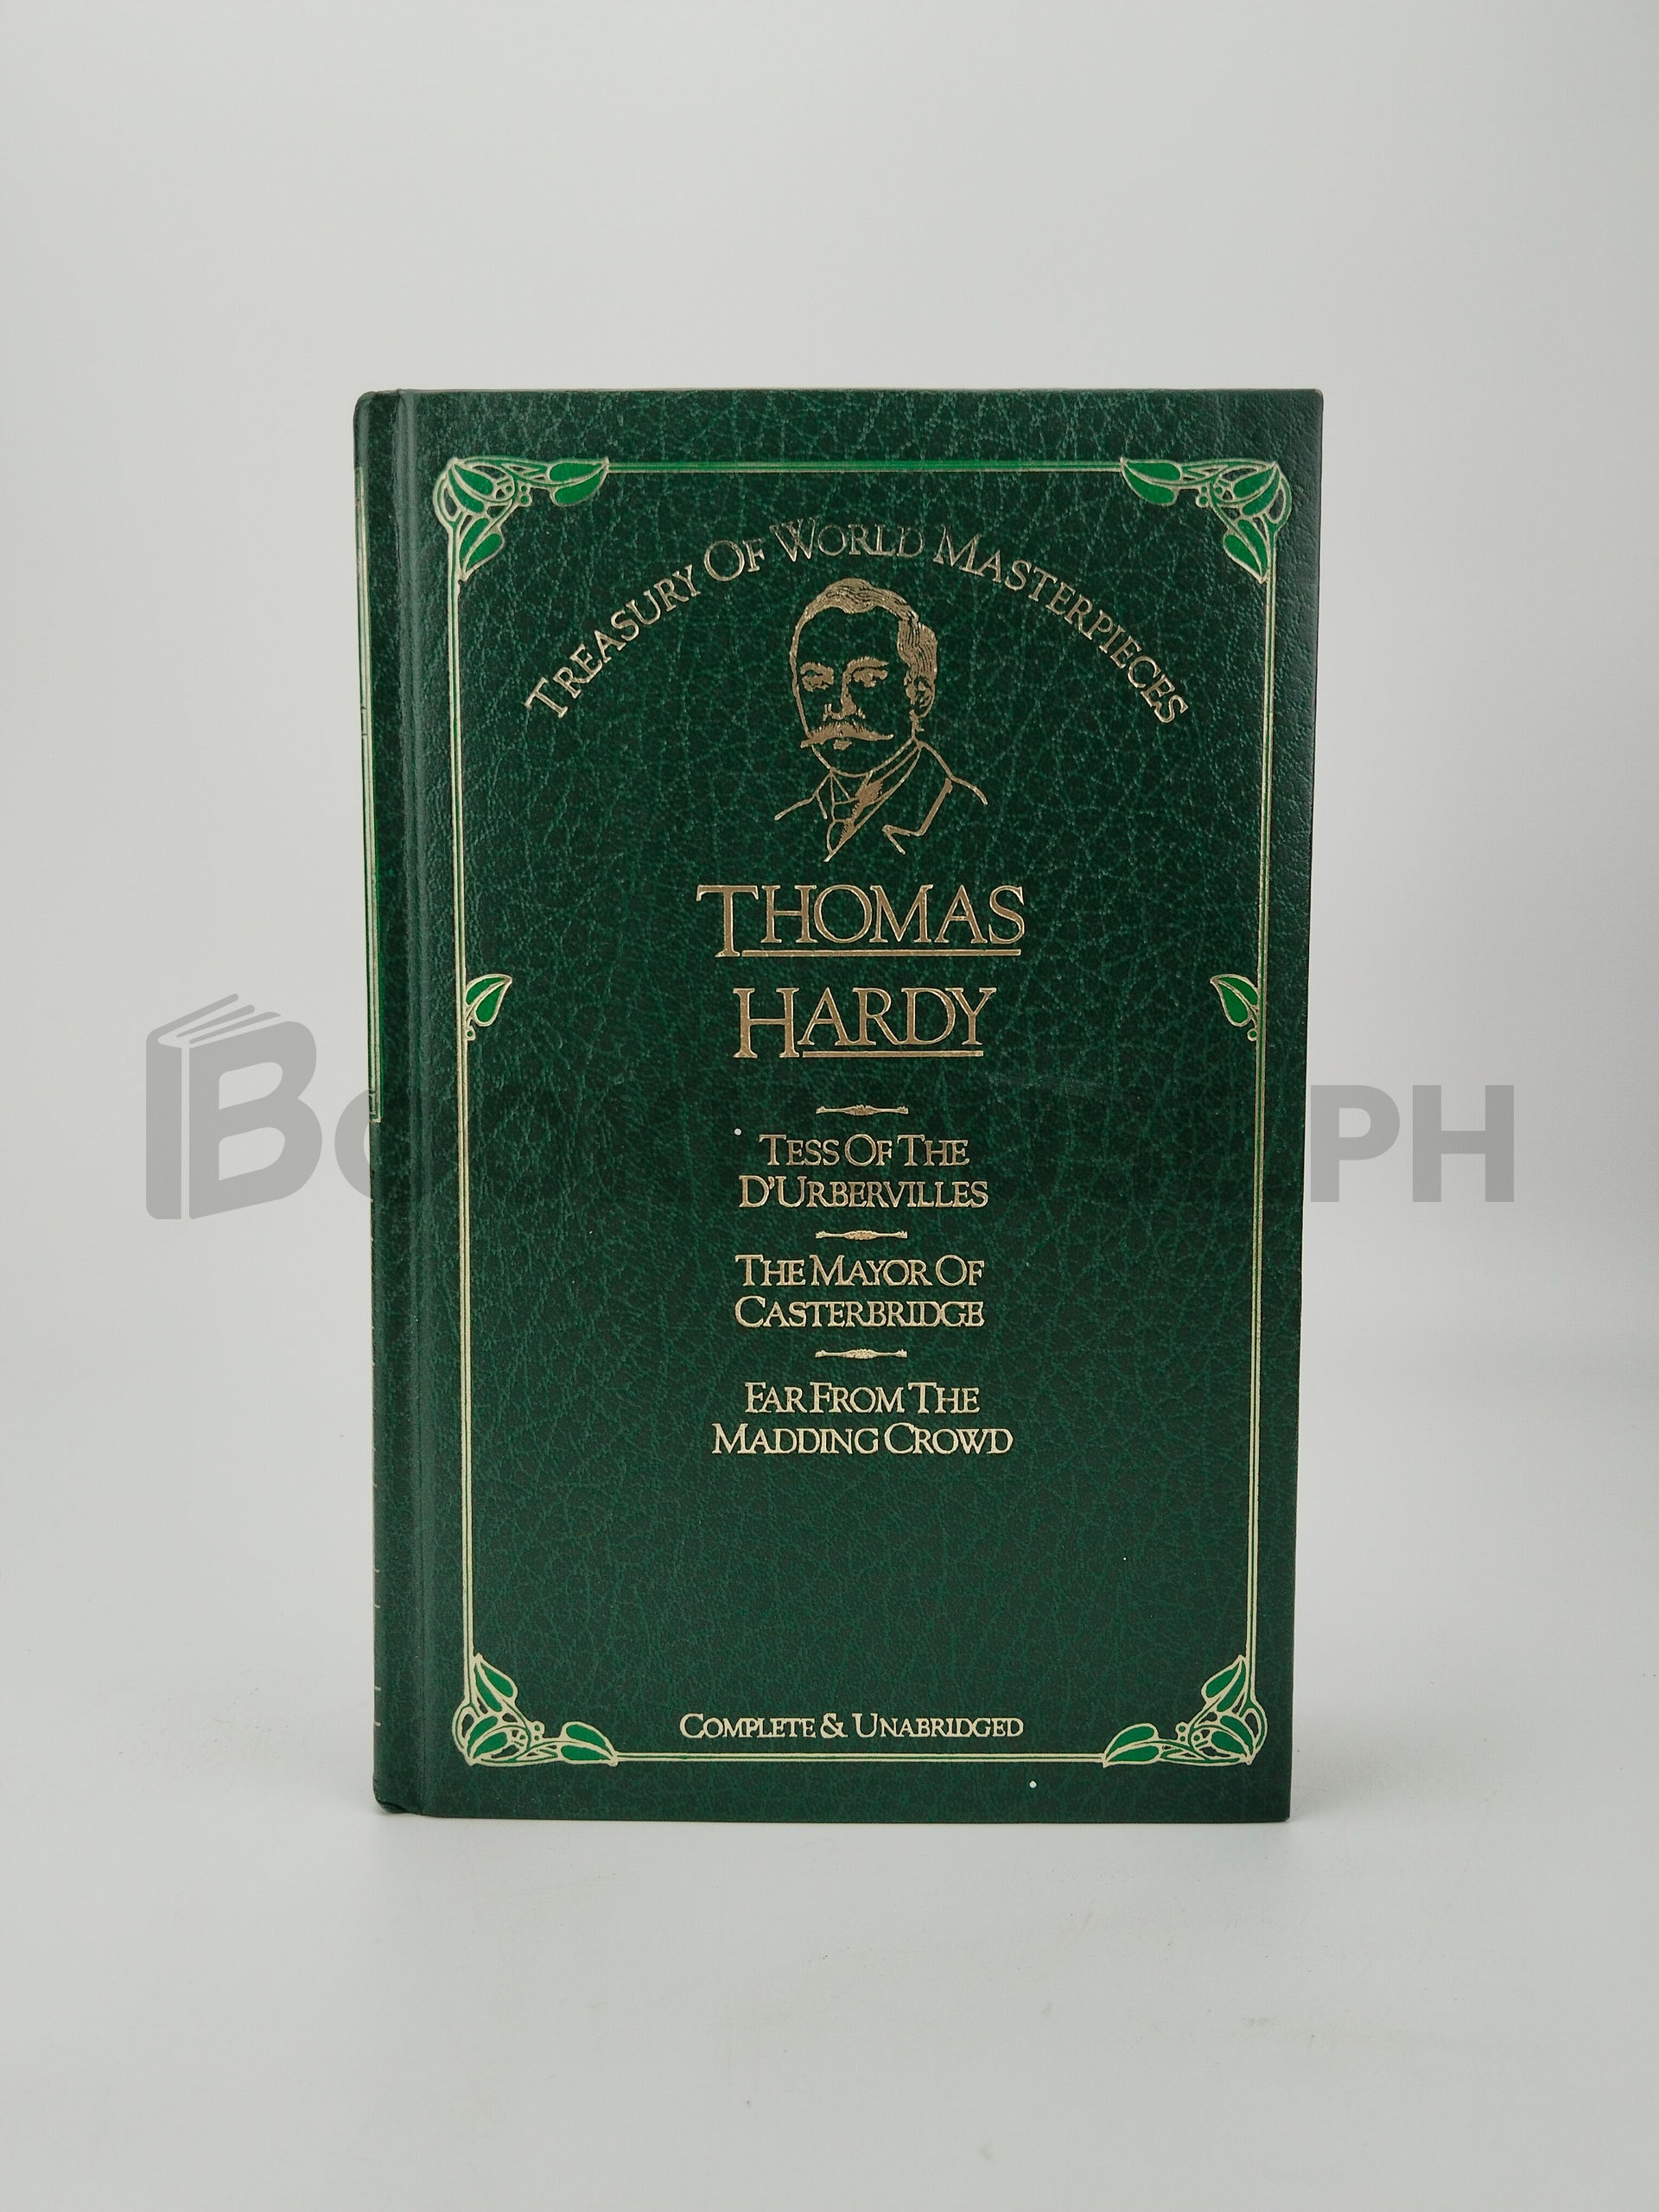 TREASURY OF WORLD MASTERPIECES
THOMAS
HARDY
TESS OF THE
D'URBERVILLES
THE MAYOR OF
CASTERBRIDGE
FAR FROM THE
MADDING CROWD
COMPLETE & UNABRIDGED